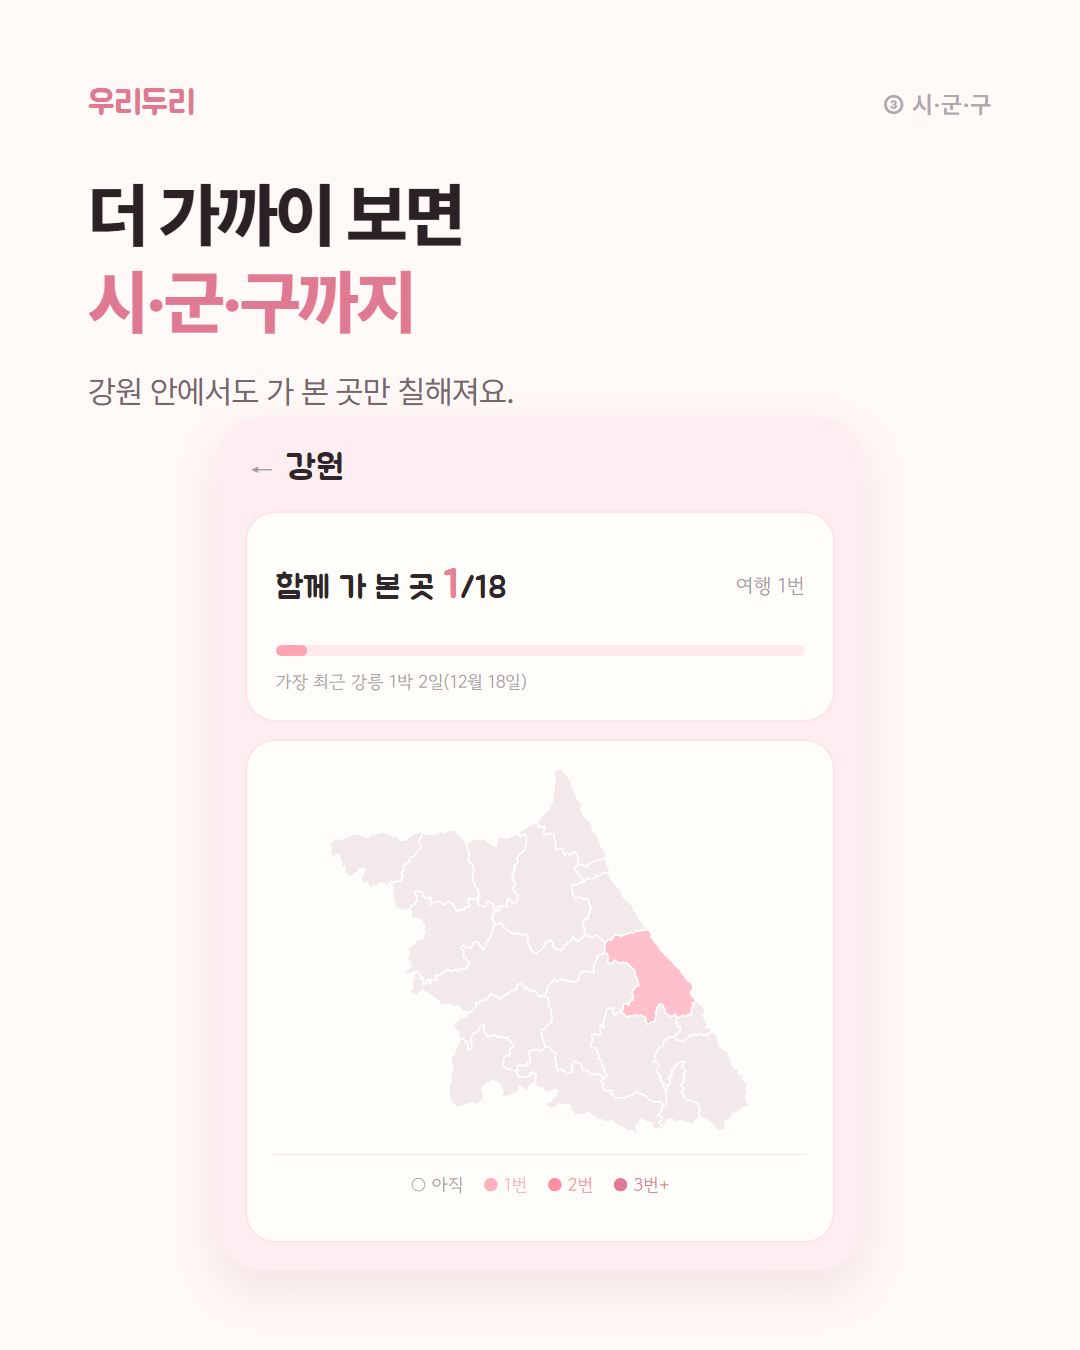 우리두리
③ 시·군·구
더 가까이 보면
시·군·구까지
강원 안에서도 가 본 곳만 칠해져요.
← 강원
함께 가 본 곳 1/18
여행 1번
가장 최근 강릉 1박 2일(12월 18일)
아직 1번 2번 3번+